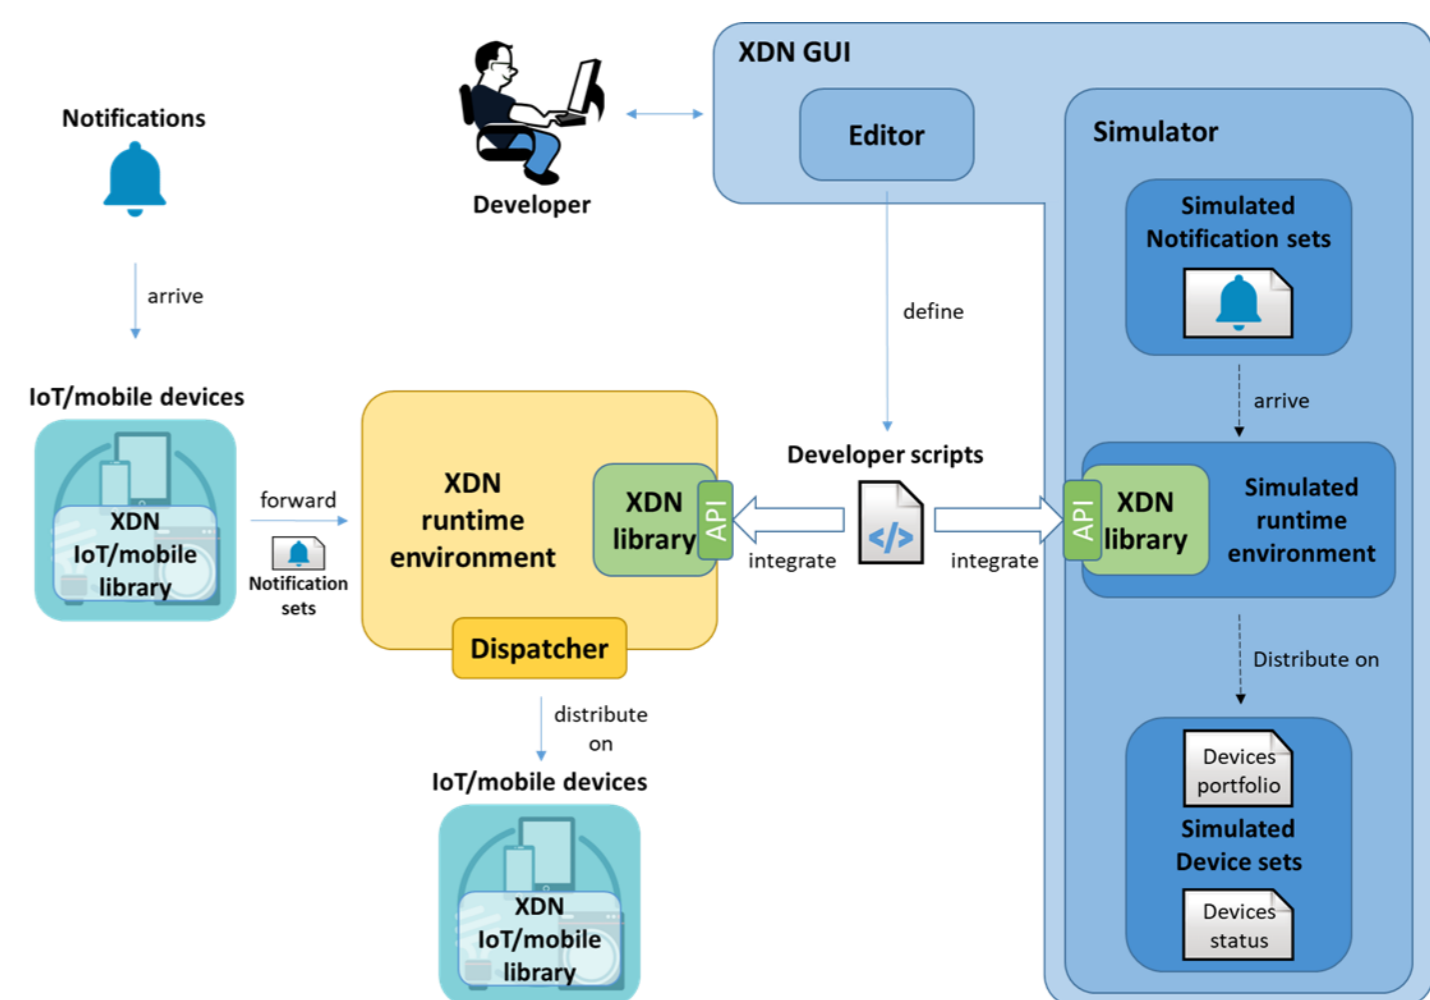 XDN GUI
Notifications
Developer
Editor
Simulator
Simulated
Notification sets
arrive
define
arrive
IoT/mobile devices
XDN
IoT/mobile
library
forward
Notification
sets
XDN
runtime
environment
XDN
library
API
Dispatcher
integrate
Developer scripts
</>
integrate
API
XDN
library
Simulated
runtime
environment
distribute
on
Distribute on
IoT/mobile devices
XDN
IoT/mobile
library
Devices
portfolio
Simulated
Device sets
Devices
status